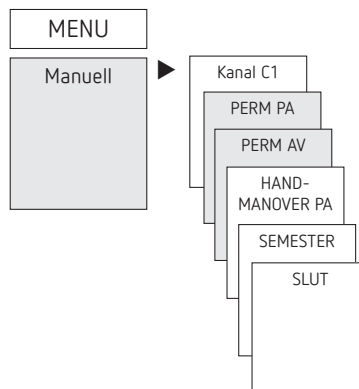 MENU
Manuell
Kanal C1
PERM PA
PERM AV
HAND-
MANOVER PA
SEMESTER
SLUT